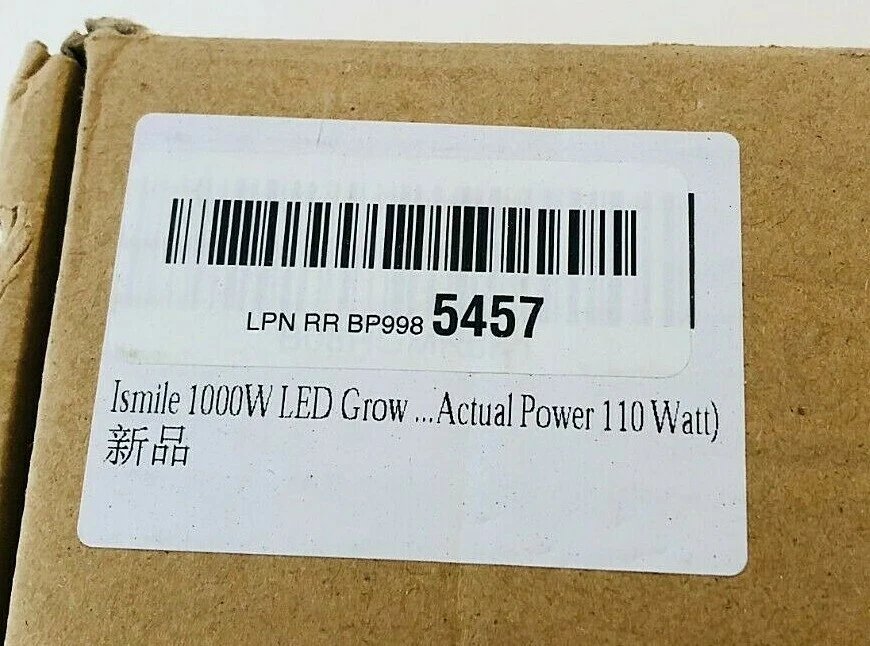 LPN RR BP998 5457
Ismile 1000W LED Grow ...Actual Power 110 Watt)
新品